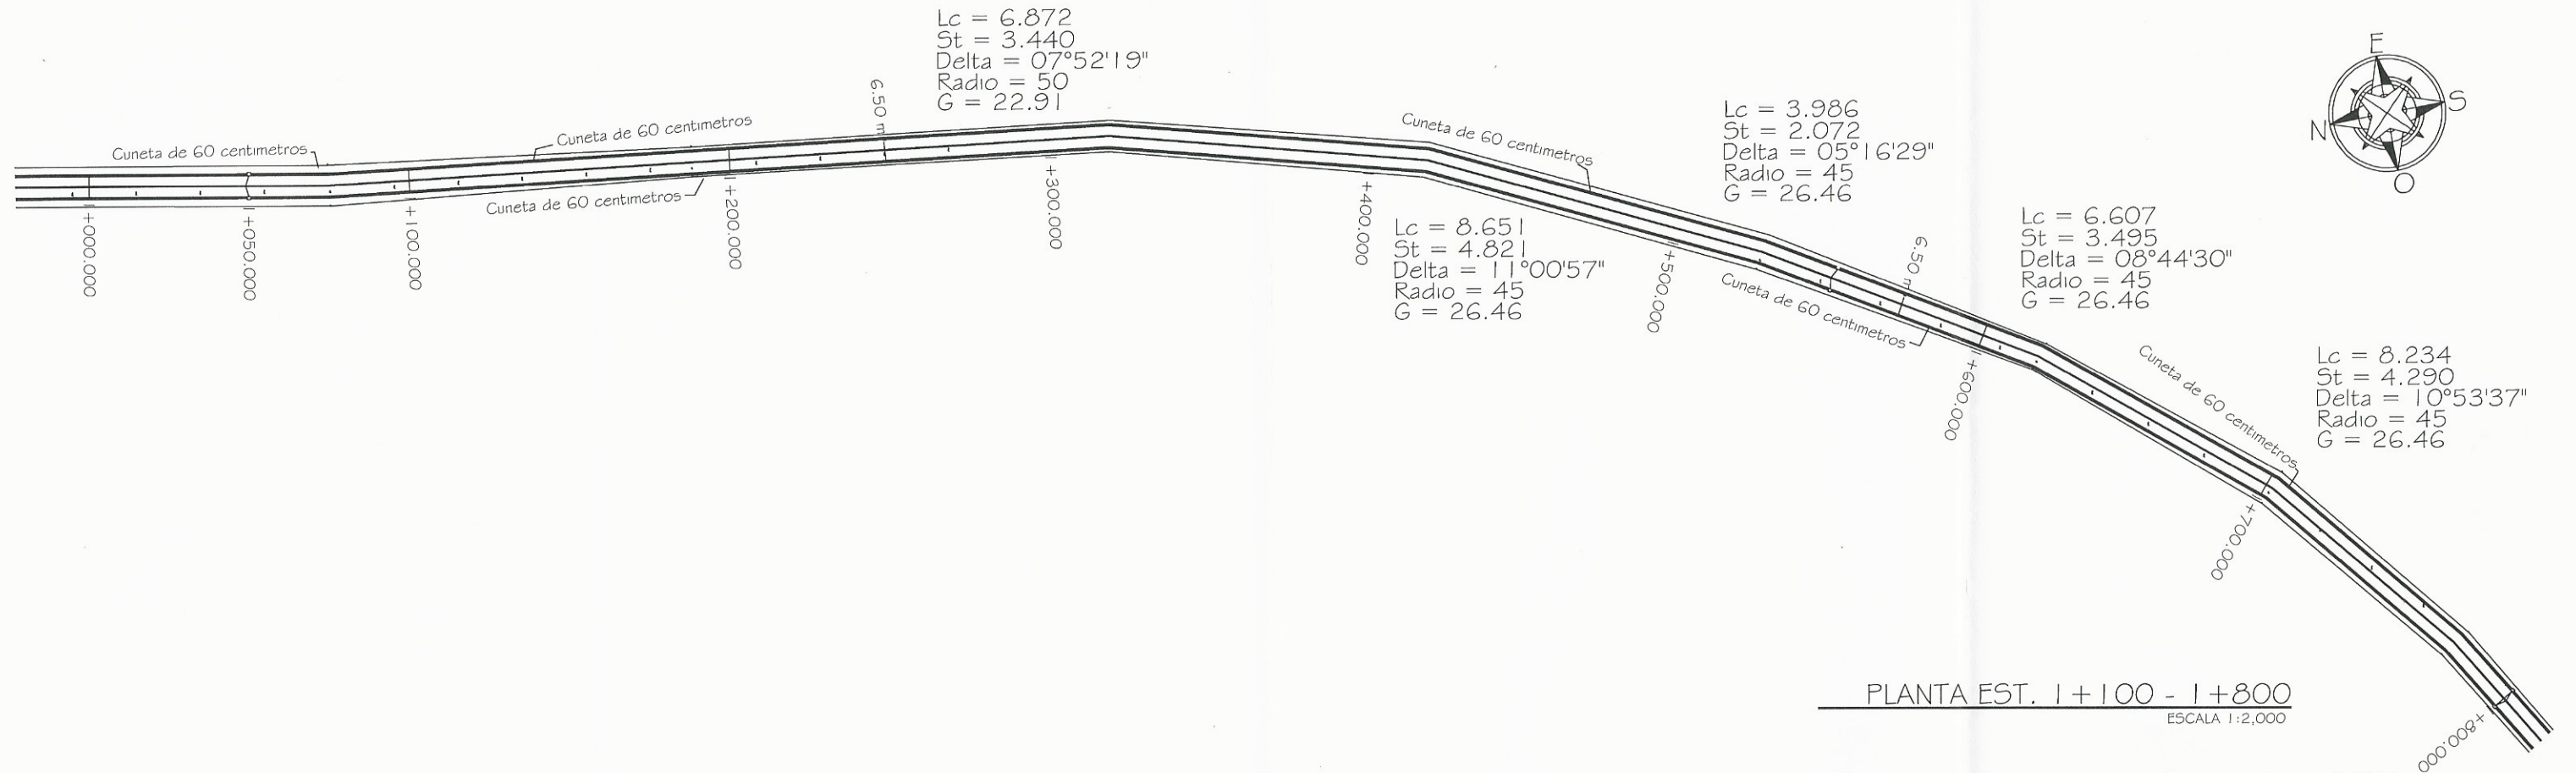 Lc = 6.872
St = 3.440
Delta = 07°52'19"
Radio = 50
G = 22.91
6.50 m
Cuneta de 60 centimetros
Cuneta de 60 centimetros
Cuneta de 60 centimetros
+000.000
+050.000
+100.000
+200.000
+300.000
+400.000
Cuneta de 60 centimetros
Lc = 8.651
St = 4.821
Delta = 11°00'57"
Radio = 45
G = 26.46
+500.000
Lc = 3.986
St = 2.072
Delta = 05°16'29"
Radio = 45
G = 26.46
Cuneta de 60 centimetros
6.50 m
+600.000
Lc = 6.607
St = 3.495
Delta = 08°44'30"
Radio = 45
G = 26.46
Cuneta de 60 centimetros
Lc = 8.234
St = 4.290
Delta = 10°53'37"
Radio = 45
G = 26.46
+700.000
+800.000
E
S
N
O
PLANTA EST. 1+100 - 1+800
ESCALA 1:2,000